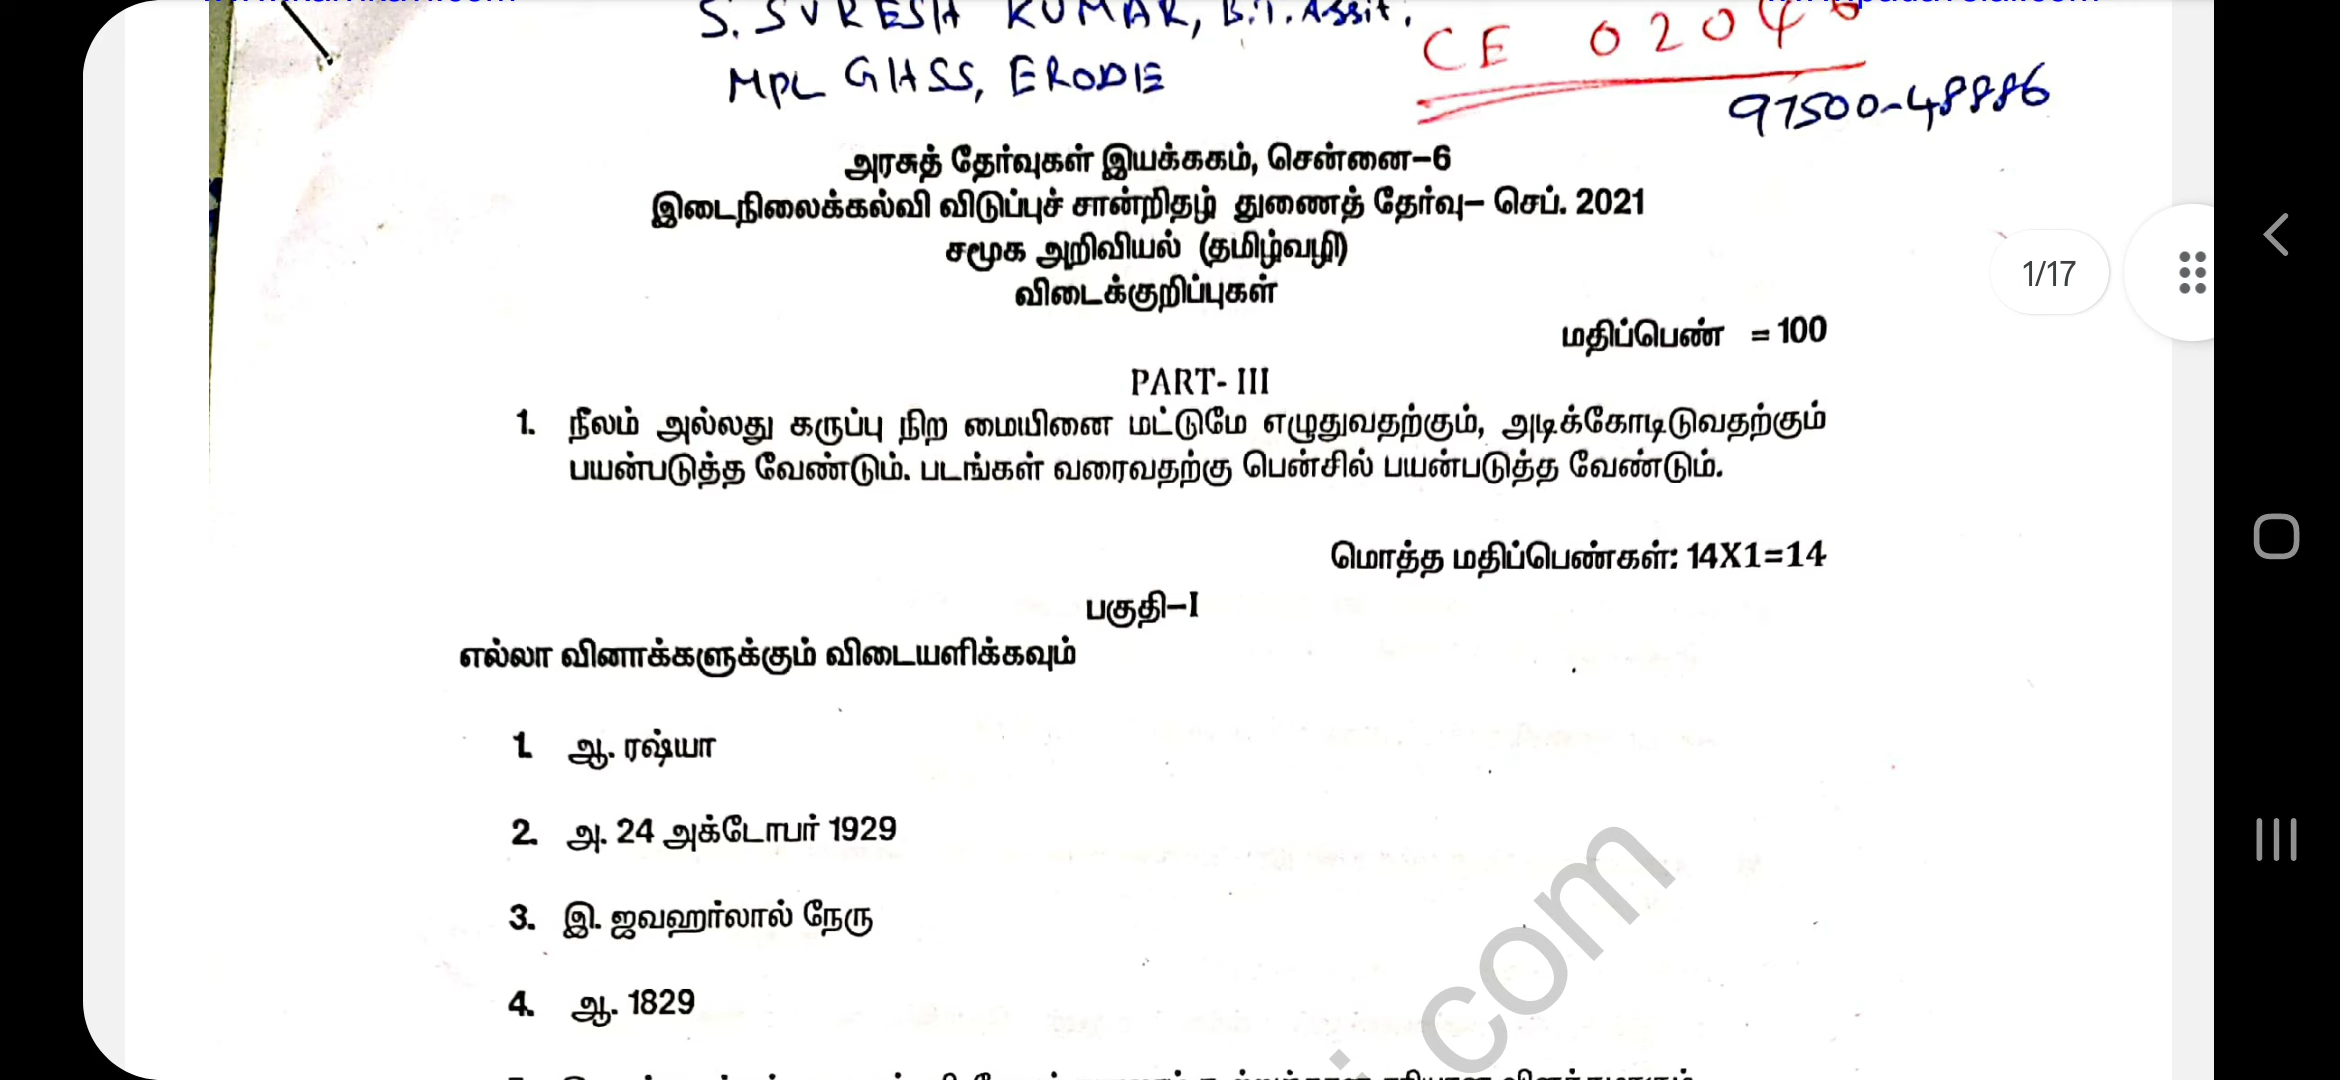 S. SURESH KUMAR, B.T. Assit.
MPL GHSS, ERODE
CE 0204
97500-48886
அரசுத் தேர்வுகள் இயக்ககம், சென்னை-6
இடைநிலைக்கல்வி விடுப்புச் சான்றிதழ் துணைத் தேர்வு- செப். 2021
சமூக அறிவியல் (தமிழ்வழி)
விடைக்குறிப்புகள்
1/17
மதிப்பெண் = 100
PART- III
1. நீலம் அல்லது கருப்பு நிற மையினை மட்டுமே எழுதுவதற்கும், அடிக்கோடிடுவதற்கும்
பயன்படுத்த வேண்டும். படங்கள் வரைவதற்கு பென்சில் பயன்படுத்த வேண்டும்.
மொத்த மதிப்பெண்கள்: 14X1=14
பகுதி-I
எல்லா வினாக்களுக்கும் விடையளிக்கவும்
1. ஆ. ரஷ்யா
2. அ. 24 அக்டோபர் 1929
3. இ. ஜவஹர்லால் நேரு
4. ஆ. 1829
com